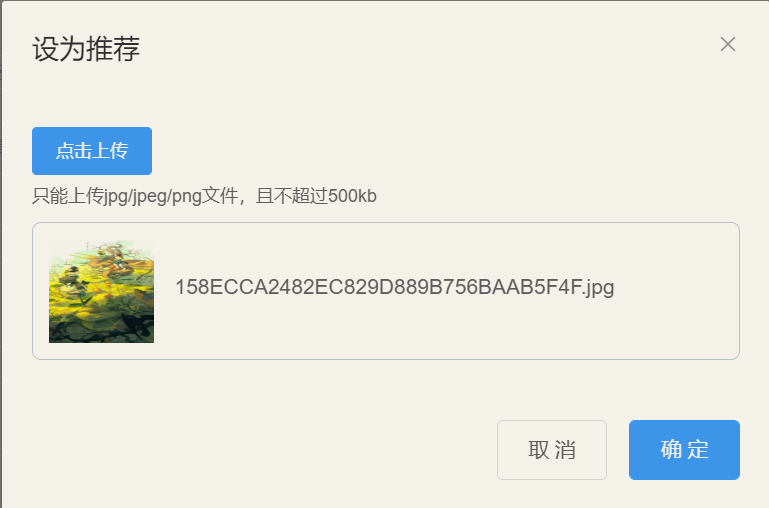 设为推荐
点击上传
只能上传jpg/jpeg/png文件，且不超过500kb
158ECCA2482EC829D889B756BAAB5F4F.jpg
取 消
确 定